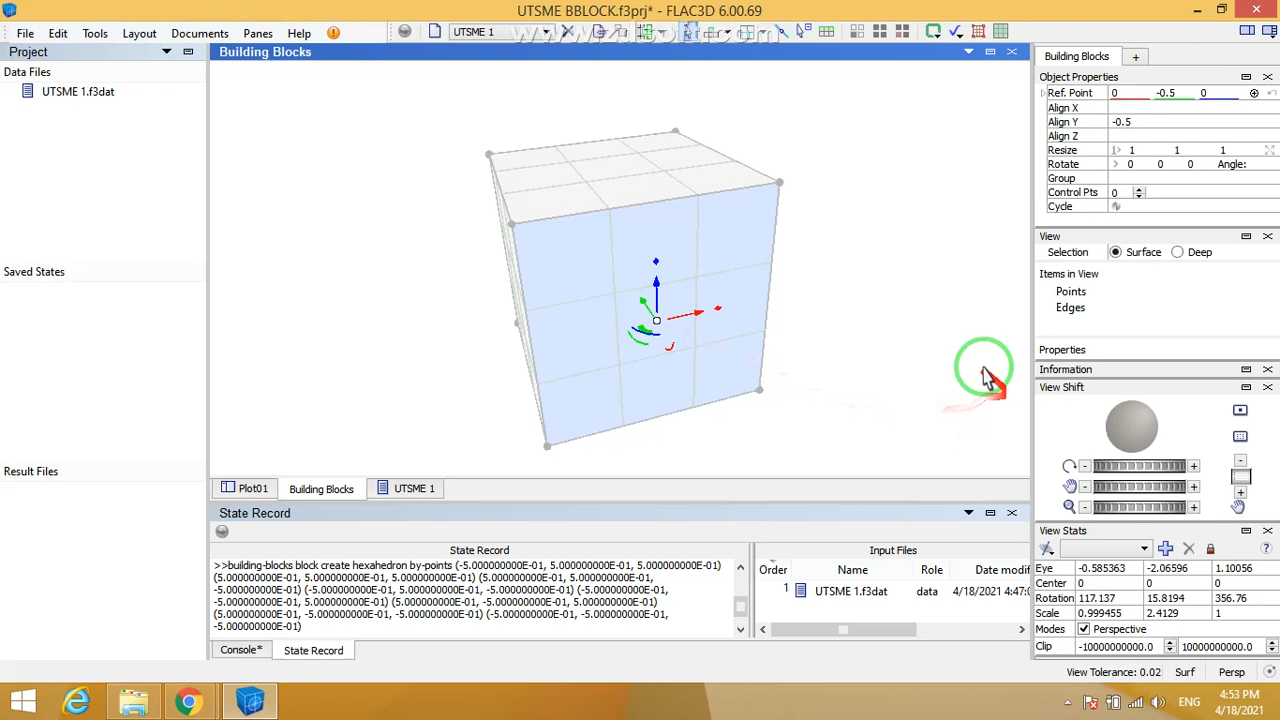 UTSME BBLOCK.f3prj* - FLAC3D 6.00.69
File Edit Tools Layout Documents Panes Help
UTSME 1
Project
Data Files
UTSME 1.f3dat
Saved States
Result Files
Building Blocks
Plot01 Building Blocks UTSME 1
State Record
State Record
>>building-blocks block create hexahedron by-points (-5.000000000E-01, 5.000000000E-01, 5.000000000E-01)
(5.000000000E-01, 5.000000000E-01, 5.000000000E-01) (5.000000000E-01, 5.000000000E-01,
-5.000000000E-01) (-5.000000000E-01, 5.000000000E-01, -5.000000000E-01) (-5.000000000E-01,
-5.000000000E-01, 5.000000000E-01) (5.000000000E-01, -5.000000000E-01, 5.000000000E-01)
(5.000000000E-01, -5.000000000E-01, -5.000000000E-01) (-5.000000000E-01, -5.000000000E-01,
-5.000000000E-01)
Input Files
Order Name Role Date modif
1 UTSME 1.f3dat data 4/18/2021 4:47:0
Console* State Record
Building Blocks +
Object Properties
Ref. Point 0 -0.5 0
Align X
Align Y -0.5
Align Z
Resize 1 1 1
Rotate 0 0 0 Angle:
Group
Control Pts 0
Cycle
View
Selection Surface Deep
Items in View
Points
Edges
Properties
Information
View Shift
View Stats
Eye -0.585363 -2.06596 1.10056
Center 0 0 0
Rotation 117.137 15.8194 356.76
Scale 0.999455 2.4129 1
Modes Perspective
Clip -10000000000.0 10000000000.0
View Tolerance: 0.02 Surf Persp
ENG
4:53 PM
4/18/2021